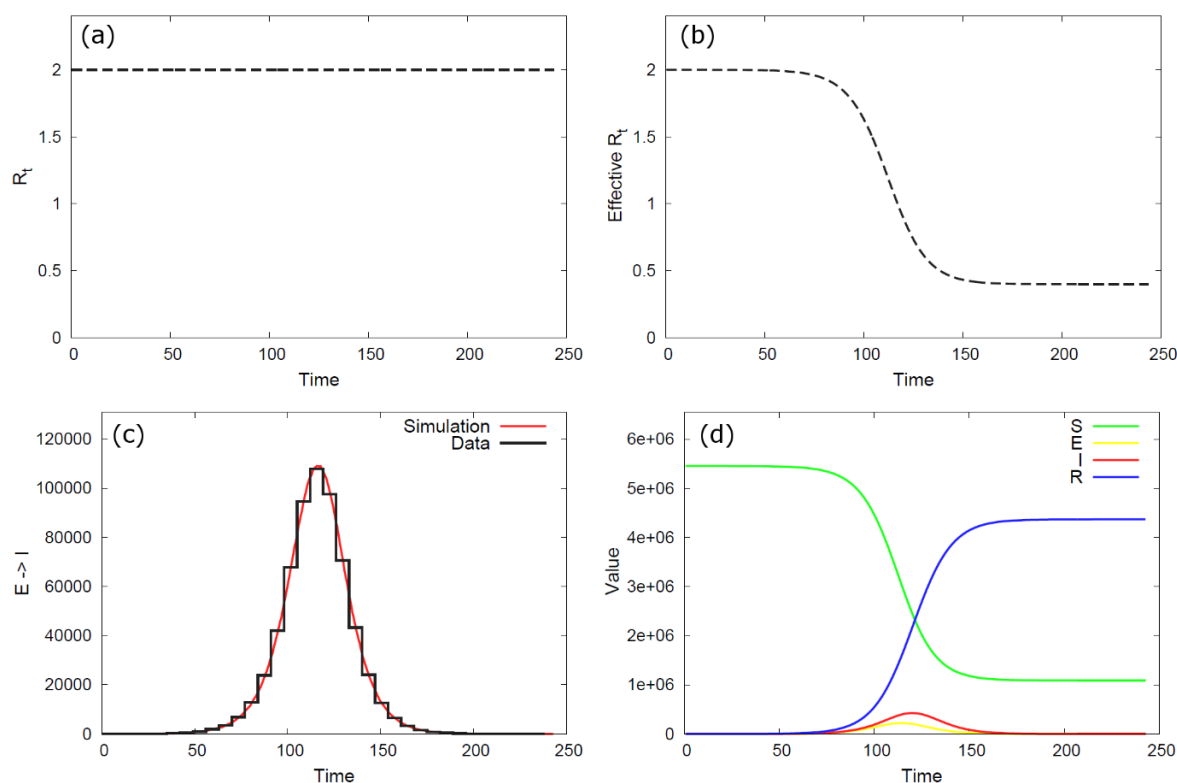 (a)
2
1.5
1
0.5
0
R_t
0 50 100 150 200 250
Time
(b)
2
1.5
1
0.5
0
Effective R_t
0 50 100 150 200 250
Time
(c)
Simulation
Data
120000
100000
80000
60000
40000
20000
0
E -> I
0 50 100 150 200 250
Time
(d)
S
E
I
R
6e+06
5e+06
4e+06
3e+06
2e+06
1e+06
0
Value
0 50 100 150 200 250
Time